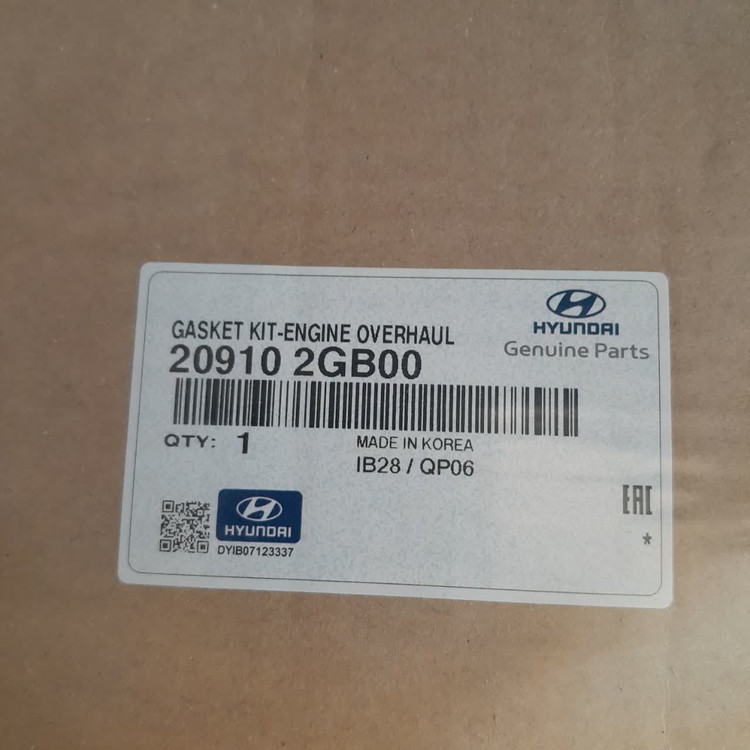 GASKET KIT-ENGINE OVERHAUL
20910 2GB00
HYUNDAI
Genuine Parts
QTY: 1
MADE IN KOREA
IB28 / QP06
HYUNDAI
DYIB07123337
EAC
*